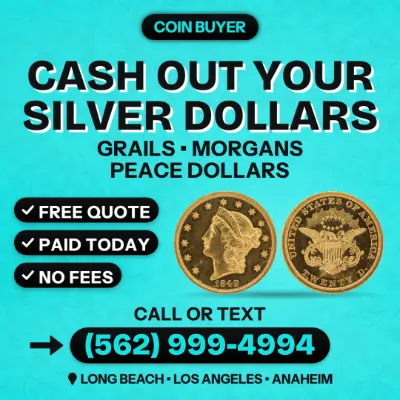 COIN BUYER
CASH OUT YOUR
SILVER DOLLARS
GRAILS ▪ MORGANS
PEACE DOLLARS
✓ FREE QUOTE
✓ PAID TODAY
✓ NO FEES
1849
UNITED STATES OF AMERICA
TWENTY D.
CALL OR TEXT
(562) 999-4994
LONG BEACH ▪ LOS ANGELES ▪ ANAHEIM